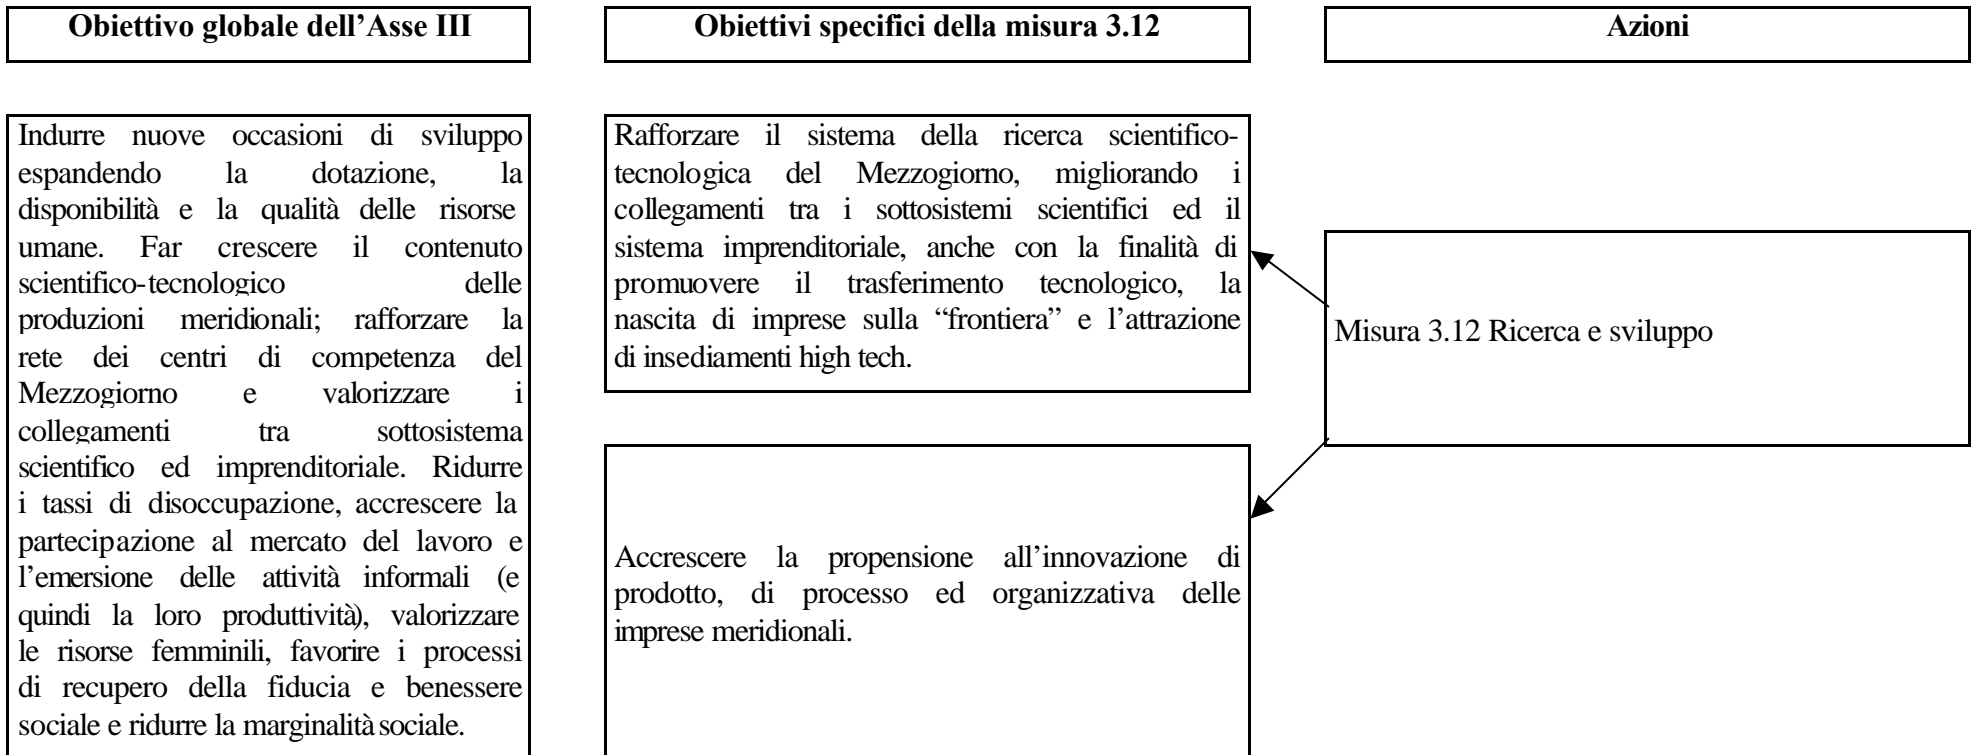 Obiettivo globale dell’Asse III
Obiettivi specifici della misura 3.12
Azioni
Indurre nuove occasioni di sviluppo
espandendo la dotazione, la
disponibilità e la qualità delle risorse
umane. Far crescere il contenuto
scientifico-tecnologico delle
produzioni meridionali; rafforzare la
rete dei centri di competenza del
Mezzogiorno e valorizzare i
collegamenti tra sottosistema
scientifico ed imprenditoriale. Ridurre
i tassi di disoccupazione, accrescere la
partecipazione al mercato del lavoro e
l’emersione delle attività informali (e
quindi la loro produttività), valorizzare
le risorse femminili, favorire i processi
di recupero della fiducia e benessere
sociale e ridurre la marginalità sociale.
Rafforzare il sistema della ricerca scientifico-
tecnologica del Mezzogiorno, migliorando i
collegamenti tra i sottosistemi scientifici ed il
sistema imprenditoriale, anche con la finalità di
promuovere il trasferimento tecnologico, la
nascita di imprese sulla “frontiera” e l’attrazione
di insediamenti high tech.
Accrescere la propensione all’innovazione di
prodotto, di processo ed organizzativa delle
imprese meridionali.
Misura 3.12 Ricerca e sviluppo